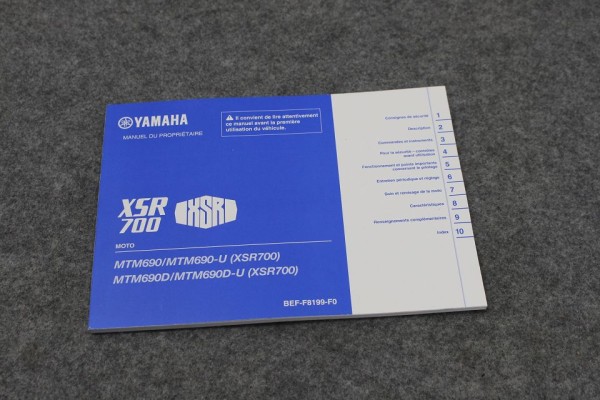 YAMAHA
MANUEL DU PROPRIÉTAIRE
Il convient de lire attentivement
ce manuel avant la première
utilisation du véhicule.
XSR
700
XSR
MOTO
MTM690/MTM690-U (XSR700)
MTM690D/MTM690D-U (XSR700)
BEF-F8199-F0
Consignes de sécurité 1
Description 2
Commandes et instruments 3
Pour la sécurité – contrôles
avant utilisation 4
Fonctionnement et points importants
concernant le pilotage 5
Entretien périodique et réglage 6
Soin et remisage de la moto 7
Caractéristiques 8
Renseignements complémentaires 9
Index 10